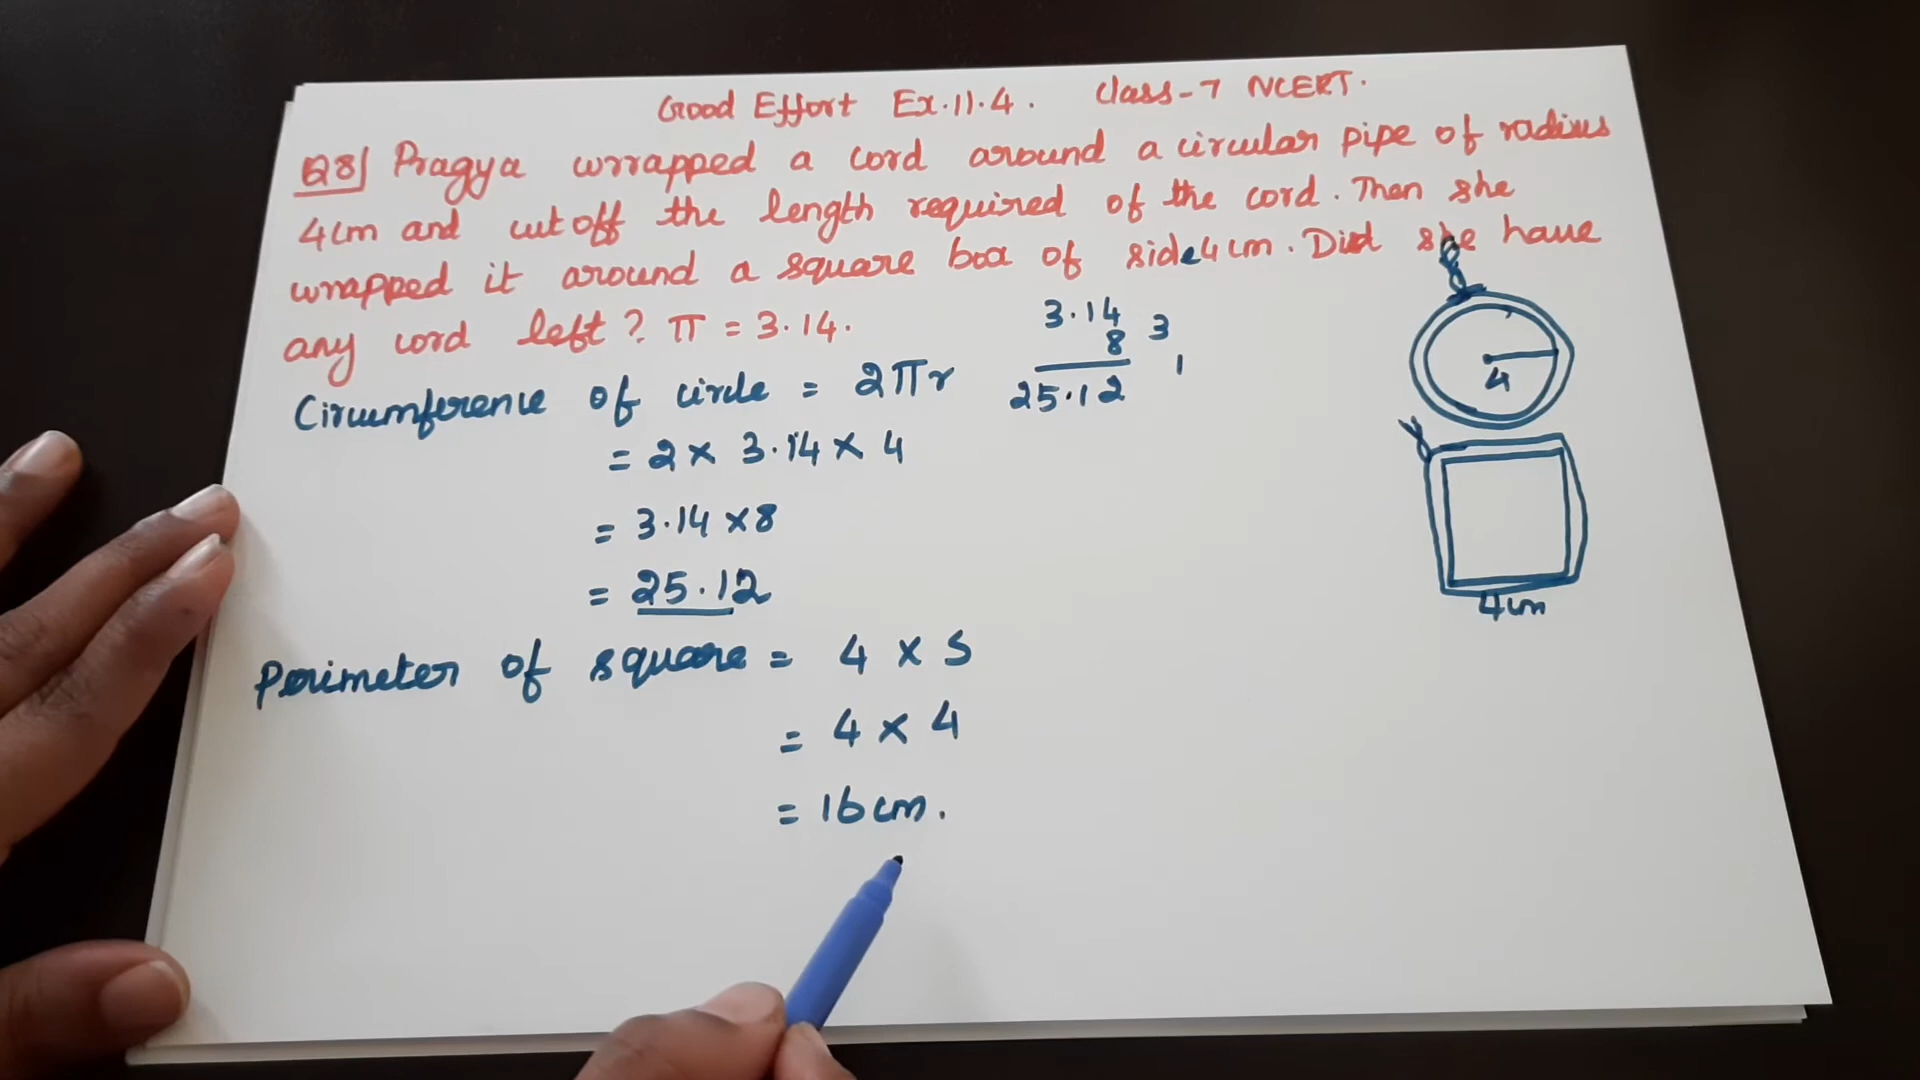 Good Effort Ex.11.4. Class-7 NCERT.
Q8] Pragya wrapped a cord around a circular pipe of radius
4cm and cut off the length required of the cord. Then she
wrapped it around a square box of side 4cm. Did she have
any cord left? π = 3.14.
Circumference of circle = 2πr
= 2 × 3.14 × 4
= 3.14 × 8
= 25.12
Perimeter of square = 4 × S
= 4 × 4
= 16cm.
3.14
8 3
1
25.12
4
4cm